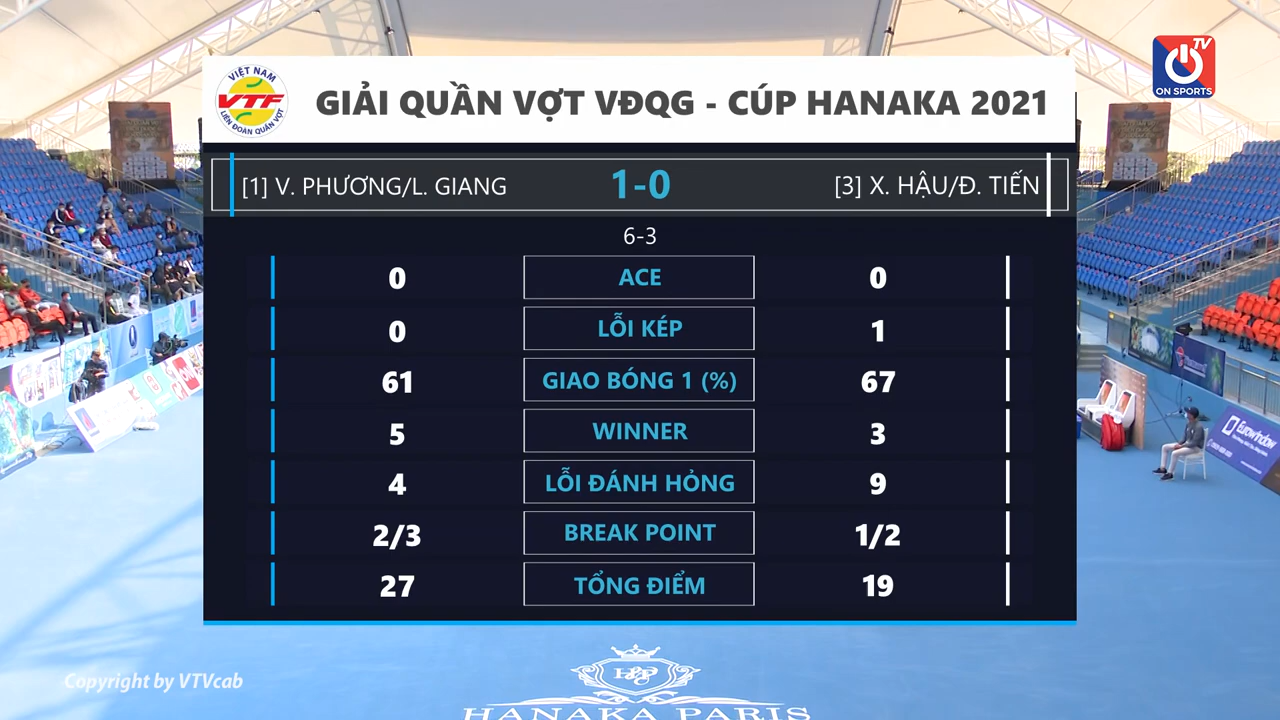 VIỆT NAM
VTF
LIÊN ĐOÀN QUẦN VỢT
GIẢI QUẦN VỢT VĐQG - CÚP HANAKA 2021
TV
ON SPORTS
[1] V. PHƯƠNG/L. GIANG 1-0 [3] X. HẬU/Đ. TIẾN
6-3
0 ACE 0
0 LỖI KÉP 1
61 GIAO BÓNG 1 (%) 67
5 WINNER 3
4 LỖI ĐÁNH HỎNG 9
2/3 BREAK POINT 1/2
27 TỔNG ĐIỂM 19
EUROWINDOW
Copyright by VTVcab
HANAKA PARIS